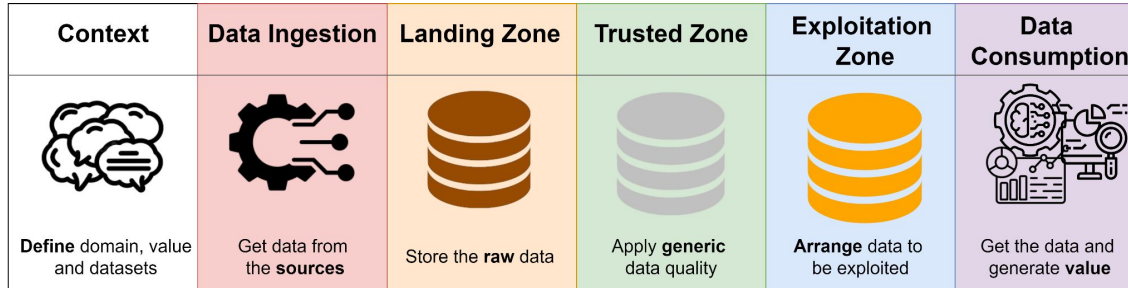 Context
Data Ingestion
Landing Zone
Trusted Zone
Exploitation
Zone
Data
Consumption
Define domain, value
and datasets
Get data from
the sources
Store the raw data
Apply generic
data quality
Arrange data to
be exploited
Get the data and
generate value